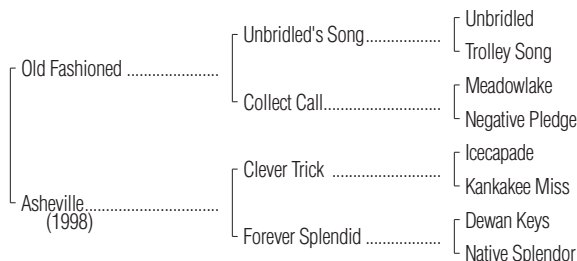 Unbridled
Unbridled's Song....................
Trolley Song
Old Fashioned .........................
Meadowlake
Collect Call...............................
Negative Pledge
Icecapade
Clever Trick .............................
Kankakee Miss
Asheville....................................
(1998)
Dewan Keys
Forever Splendid ....................
Native Splendor